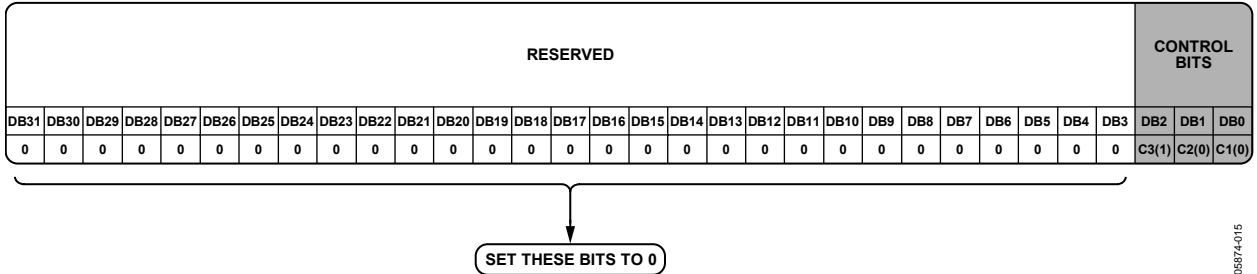 RESERVED
CONTROL
BITS
DB31 DB30 DB29 DB28 DB27 DB26 DB25 DB24 DB23 DB22 DB21 DB20 DB19 DB18 DB17 DB16 DB15 DB14 DB13 DB12 DB11 DB10 DB9 DB8 DB7 DB6 DB5 DB4 DB3 DB2 DB1 DB0
0 0 0 0 0 0 0 0 0 0 0 0 0 0 0 0 0 0 0 0 0 0 0 0 0 0 0 0 0 C3(1) C2(0) C1(0)
SET THESE BITS TO 0
05874-015